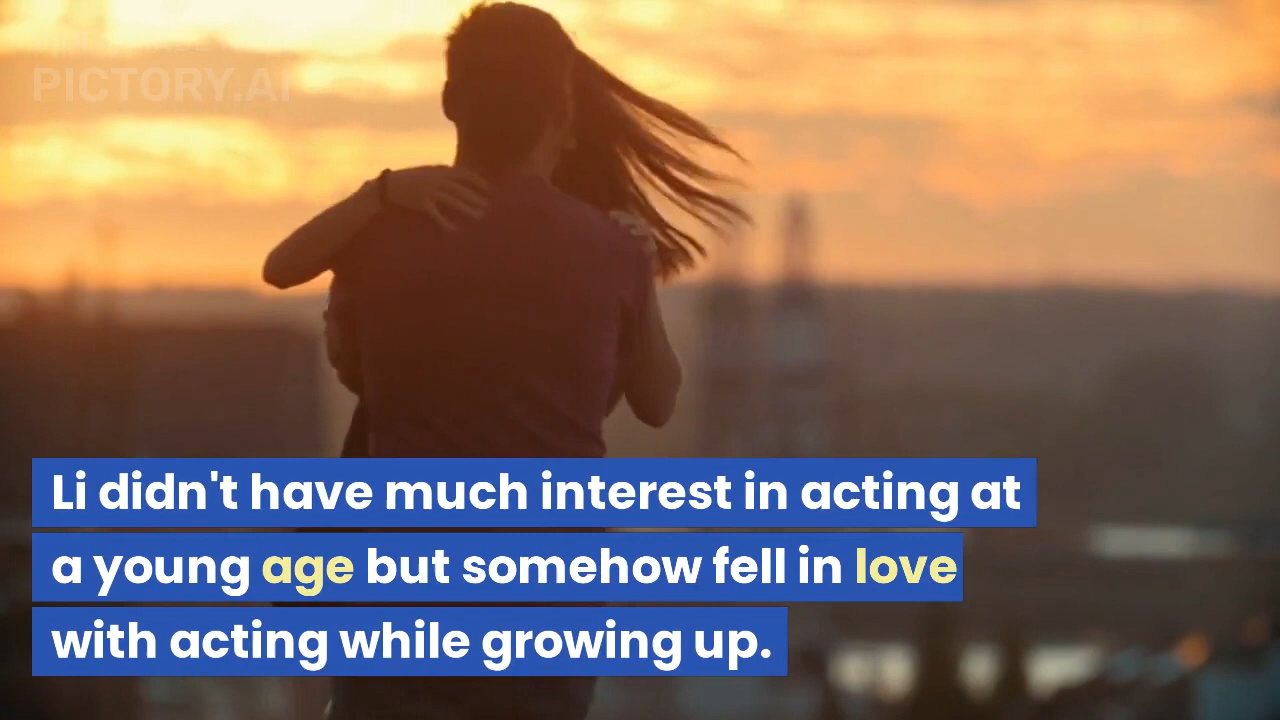 PICTORY.AI
Li didn't have much interest in acting at
a young age but somehow fell in love
with acting while growing up.